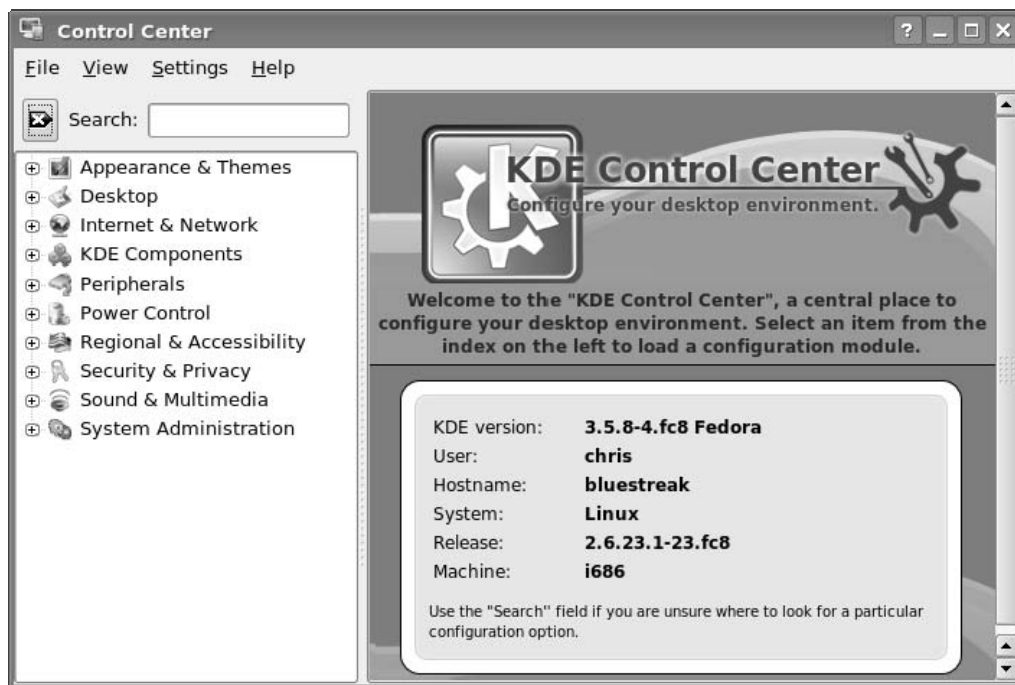 Control Center
File View Settings Help
Search:
Appearance & Themes
Desktop
Internet & Network
KDE Components
Peripherals
Power Control
Regional & Accessibility
Security & Privacy
Sound & Multimedia
System Administration
KDE Control Center
Configure your desktop environment.
Welcome to the "KDE Control Center", a central place to
configure your desktop environment. Select an item from the
index on the left to load a configuration module.
KDE version: 3.5.8-4.fc8 Fedora
User: chris
Hostname: bluestreak
System: Linux
Release: 2.6.23.1-23.fc8
Machine: i686
Use the "Search" field if you are unsure where to look for a particular
configuration option.